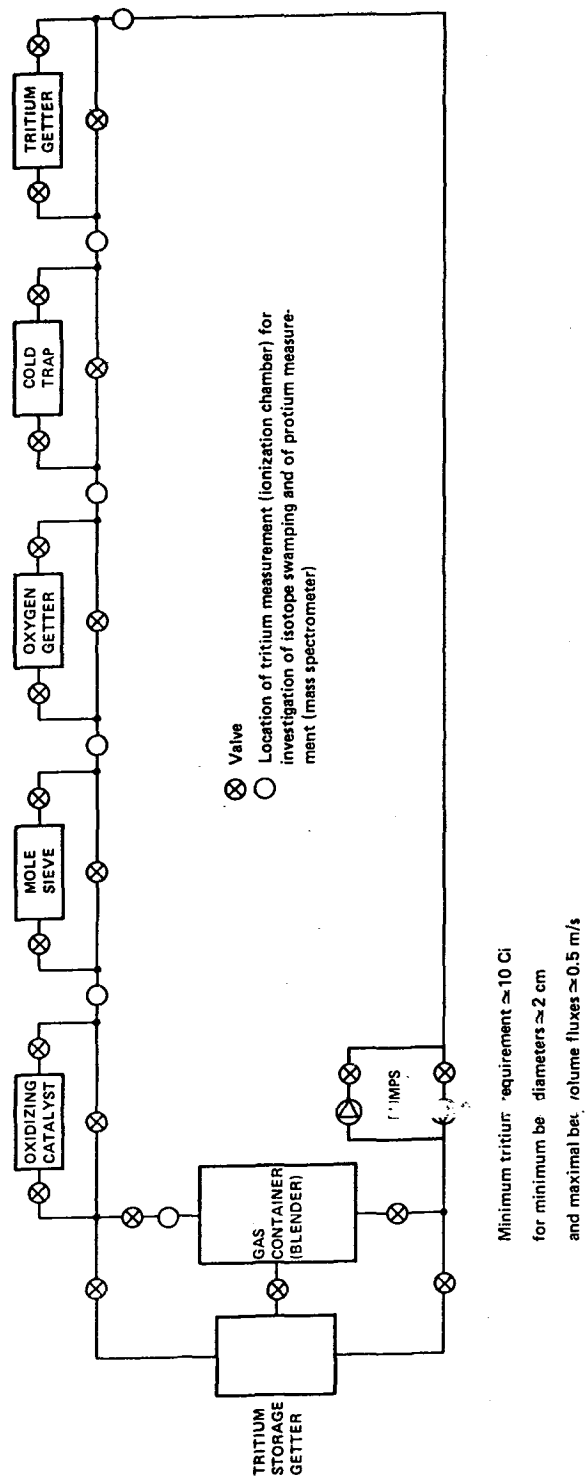 OXIDIZING
CATALYST
MOLE
SIEVE
OXYGEN
GETTER
COLD
TRAP
TRITIUM
GETTER
GAS
CONTAINER
(BLENDER)
TRITIUM
STORAGE
GETTER
Valve
Location of tritium measurement (ionization chamber) for
investigation of isotope swamping and of protium measure-
ment (mass spectrometer)
Minimum requirement ≃ 10 Ci
for minimum diameters ≃ 2 cm
and maximal fluxes ≃ 0.5 m/s